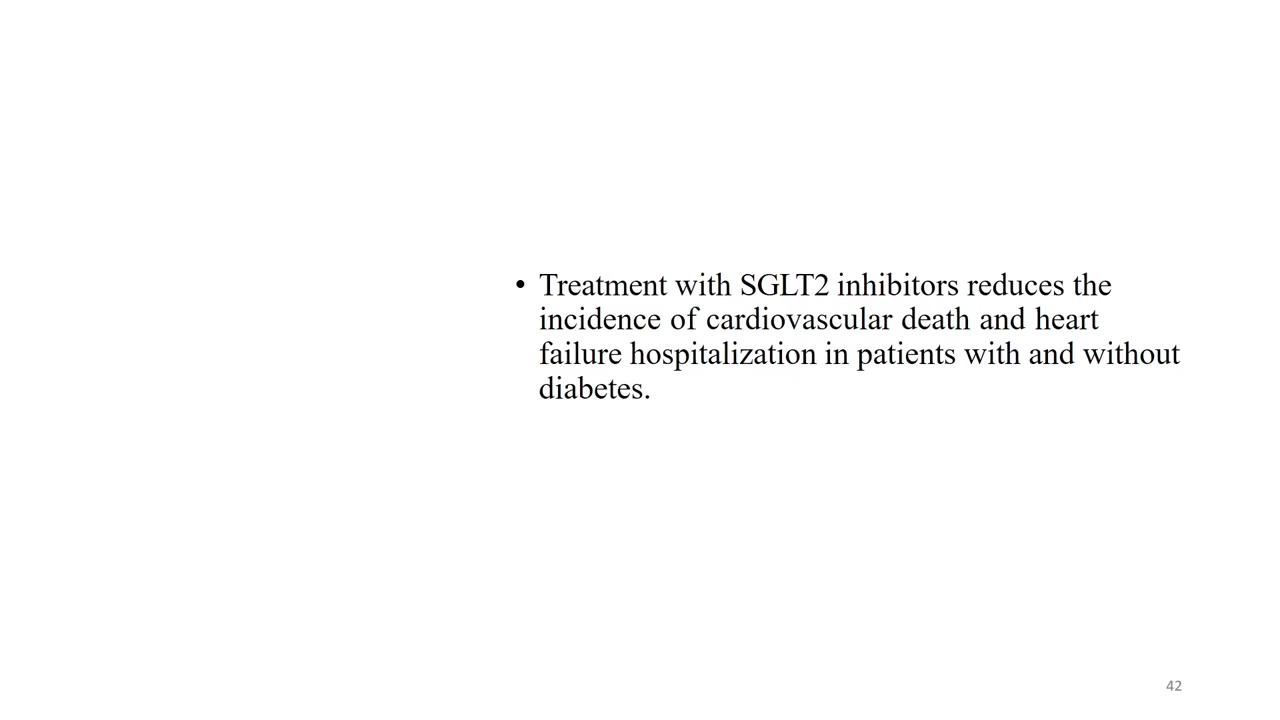 • Treatment with SGLT2 inhibitors reduces the
incidence of cardiovascular death and heart
failure hospitalization in patients with and without
diabetes.
42